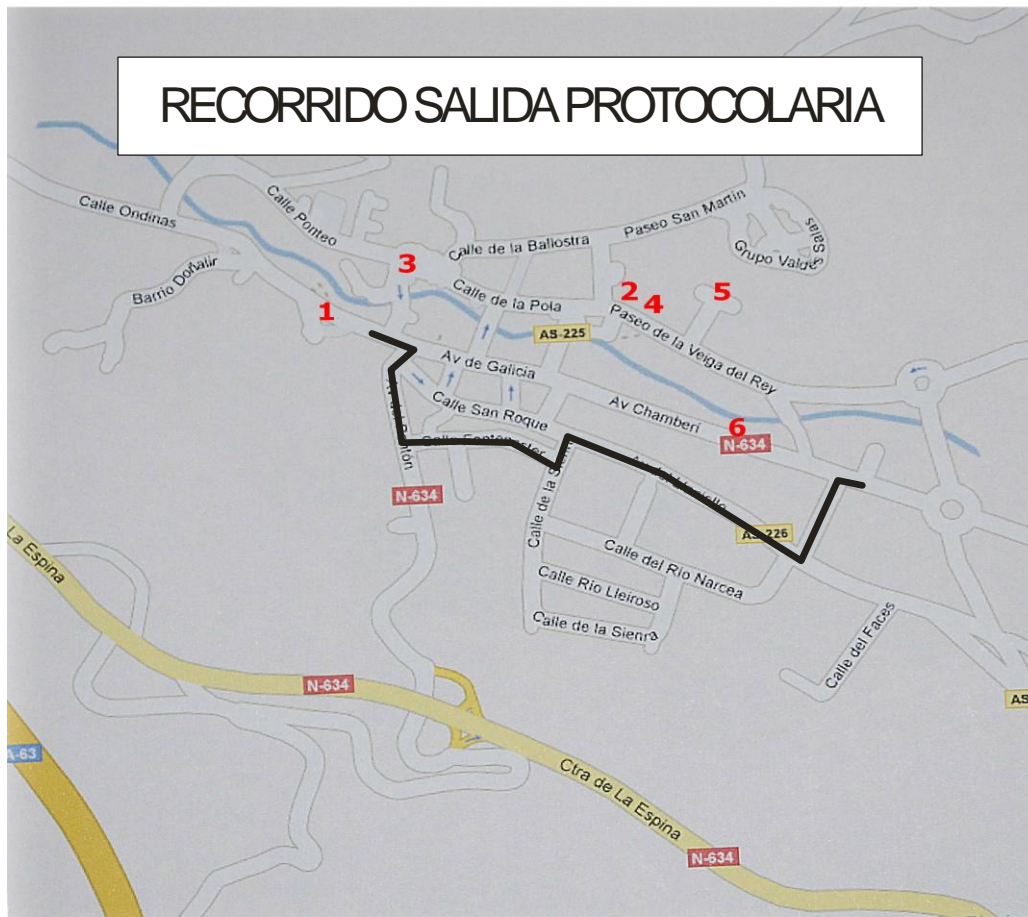 RECORRIDO SALIDA PROTOCOLARIA
Calle Ondinas
Calle Ponteo
Paseo San Martín
Calle de la Ballostra
Grupo Valdés Salas
Barrio Doñalir
3
1
Calle de la Pola
2
4
5
AS-225
Paseo de la Veiga del Rey
Av de Galicia
Av Chamberí
6
N-634
Calle San Roque
N-634
Calle de la Sienra
AS-226
Calle del Río Narcea
Calle Río Lleiroso
Calle de la Sienra
Calle del Faces
La Espina
N-634
AS
A-63
Ctra de La Espina
N-634